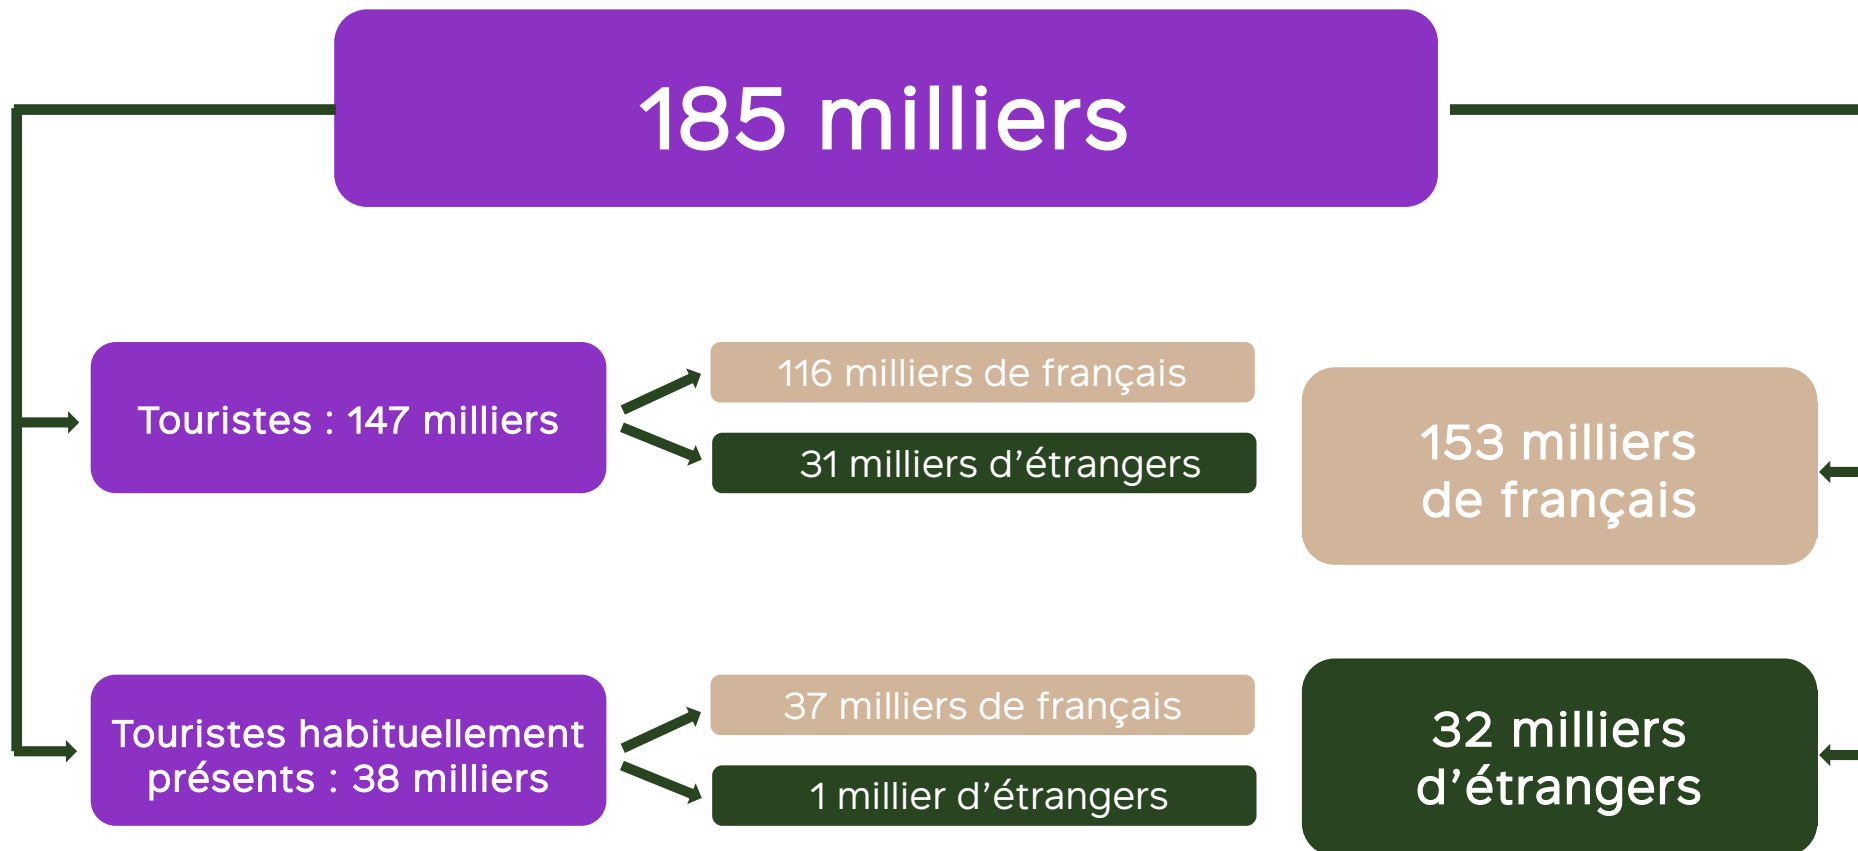 185 milliers
Touristes : 147 milliers
116 milliers de français
31 milliers d’étrangers
153 milliers
de français
Touristes habituellement
présents : 38 milliers
37 milliers de français
1 millier d’étrangers
32 milliers
d’étrangers